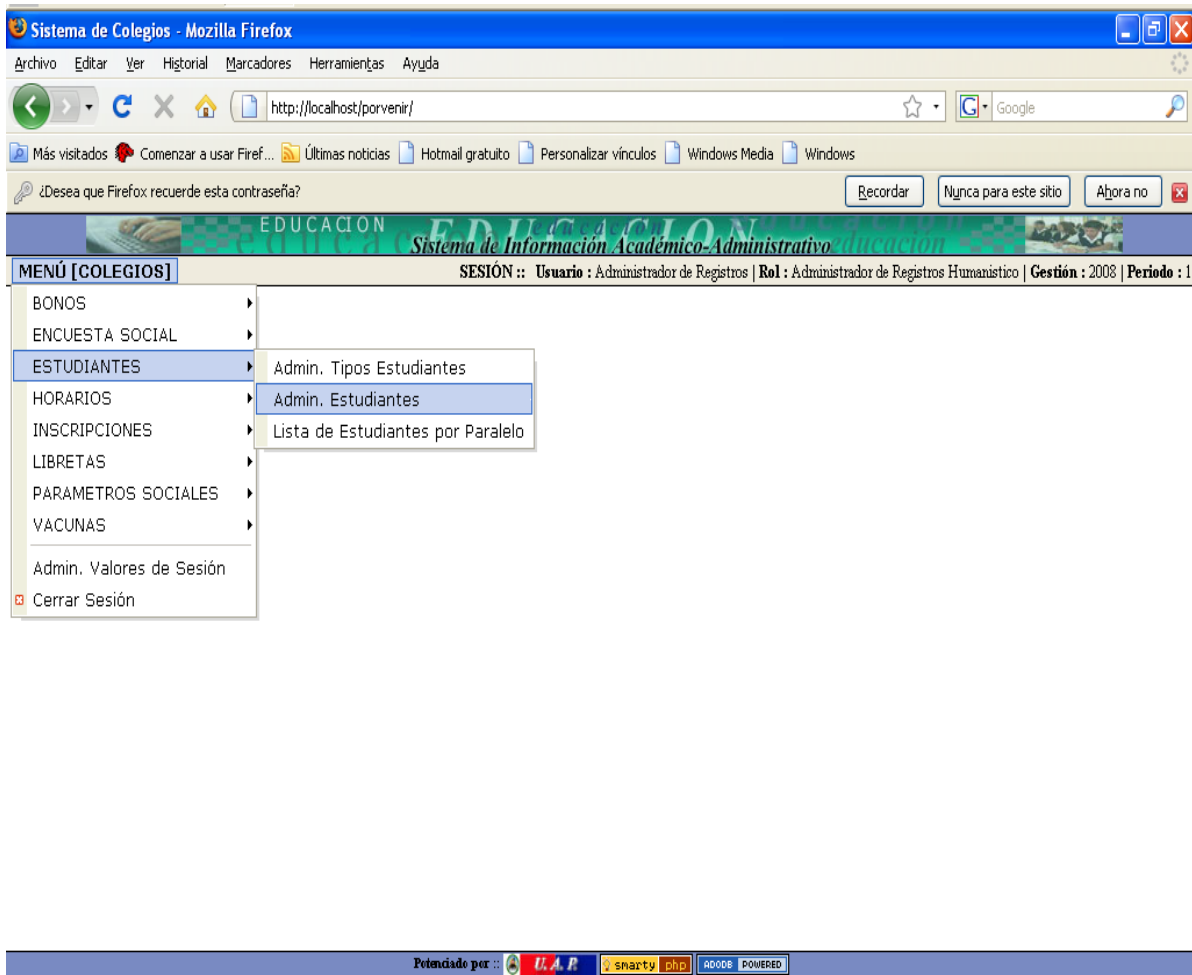 Sistema de Colegios - Mozilla Firefox
Archivo Editar Ver Historial Marcadores Herramientas Ayuda
http://localhost/porvenir/
G Google
Más visitados Comenzar a usar Firef... Últimas noticias Hotmail gratuito Personalizar vínculos Windows Media Windows
¿Desea que Firefox recuerde esta contraseña? Recordar Nunca para este sitio Ahora no
EDUCACION
Sistema de Información Académico-Administrativo educación
MENÚ [COLEGIOS] SESIÓN :: Usuario : Administrador de Registros | Rol : Administrador de Registros Humanistico | Gestión : 2008 | Periodo : 1
BONOS
ENCUESTA SOCIAL
ESTUDIANTES
Admin. Tipos Estudiantes
Admin. Estudiantes
Lista de Estudiantes por Paralelo
HORARIOS
INSCRIPCIONES
LIBRETAS
PARAMETROS SOCIALES
VACUNAS
Admin. Valores de Sesión
Cerrar Sesión
Potenciado por :: U.A.P. smarty php ADODB POWERED